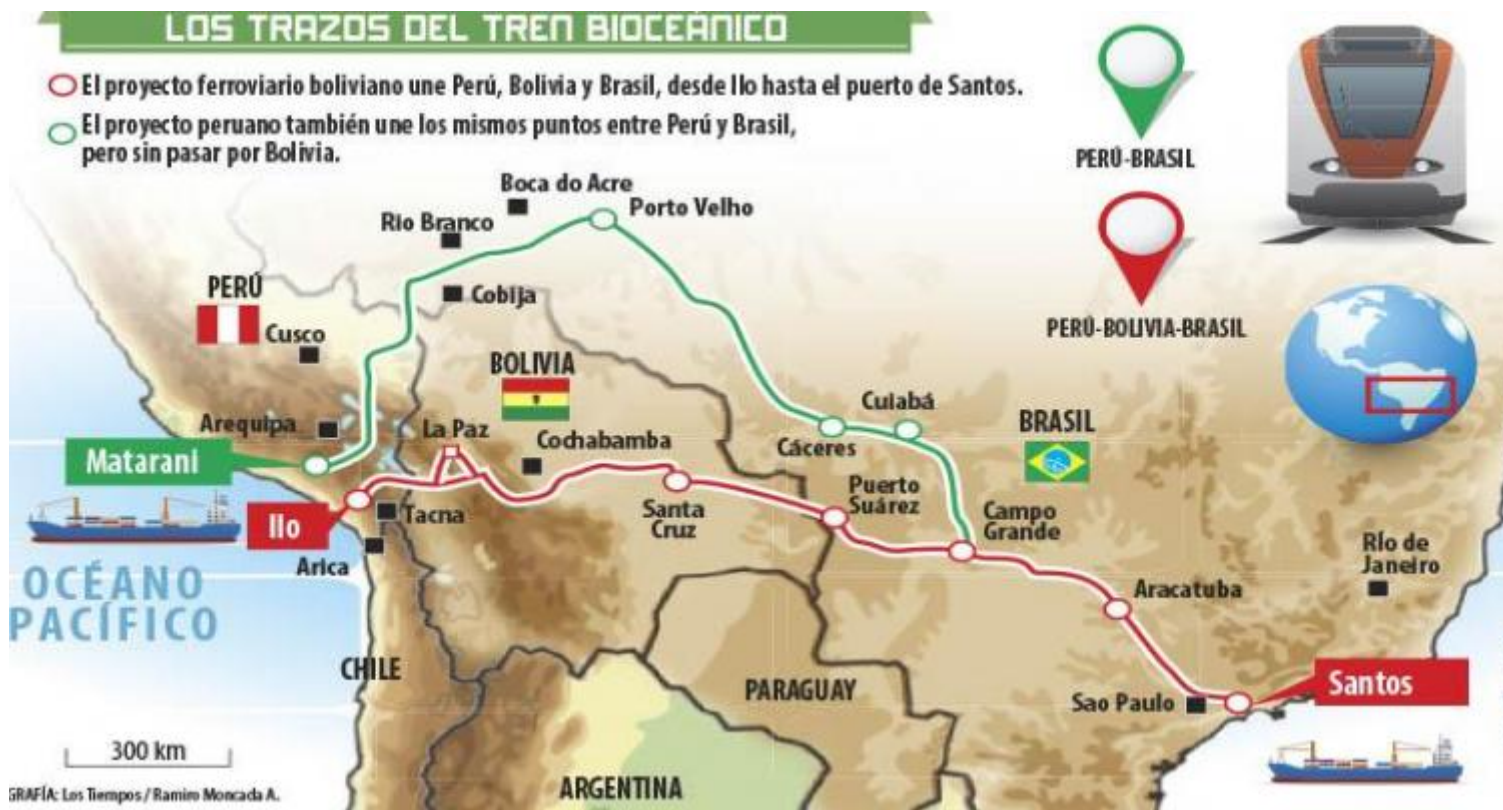 LOS TRAZOS DEL TREN BIOCEÁNICO
El proyecto ferroviario boliviano une Perú, Bolivia y Brasil, desde Ilo hasta el puerto de Santos.
El proyecto peruano también une los mismos puntos entre Perú y Brasil,
pero sin pasar por Bolivia.
PERÚ-BRASIL
PERÚ-BOLIVIA-BRASIL
Boca do Acre
Rio Branco
Porto Velho
PERÚ
Cobija
Cusco
BOLIVIA
Arequipa
La Paz
Cochabamba
Cuiabá
Cáceres
BRASIL
Matarani
Ilo
Tacna
Santa
Cruz
Puerto
Suárez
Campo
Grande
Arica
Río de
Janeiro
OCÉANO
PACÍFICO
Aracatuba
CHILE
PARAGUAY
Sao Paulo
Santos
300 km
ARGENTINA
GRAFÍA: Los Tiempos / Ramiro Moncada A.